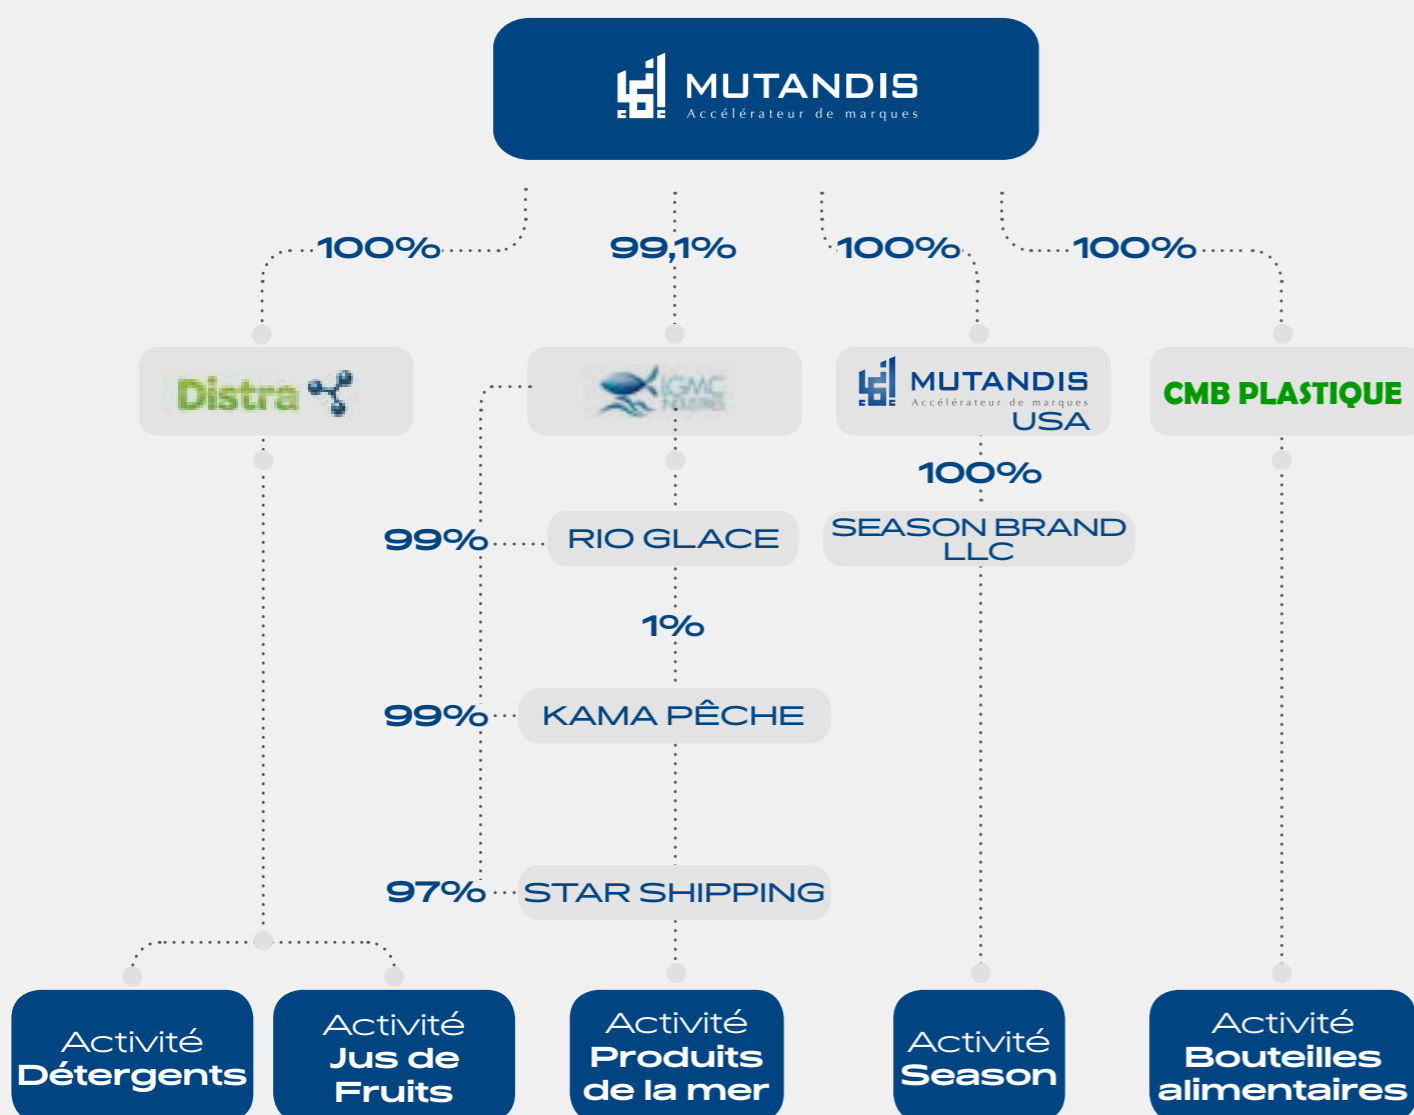 MUTANDIS
Accélérateur de marques
100%
99,1%
100%
100%
Distra
LGMC
INDUSTRIES
MUTANDIS
Accélérateur de marques
USA
CMB PLASTIQUE
100%
99%
RIO GLACE
SEASON BRAND
LLC
1%
99%
KAMA PÊCHE
97%
STAR SHIPPING
Activité
Détergents
Activité
Jus de
Fruits
Activité
Produits
de la mer
Activité
Season
Activité
Bouteilles
alimentaires